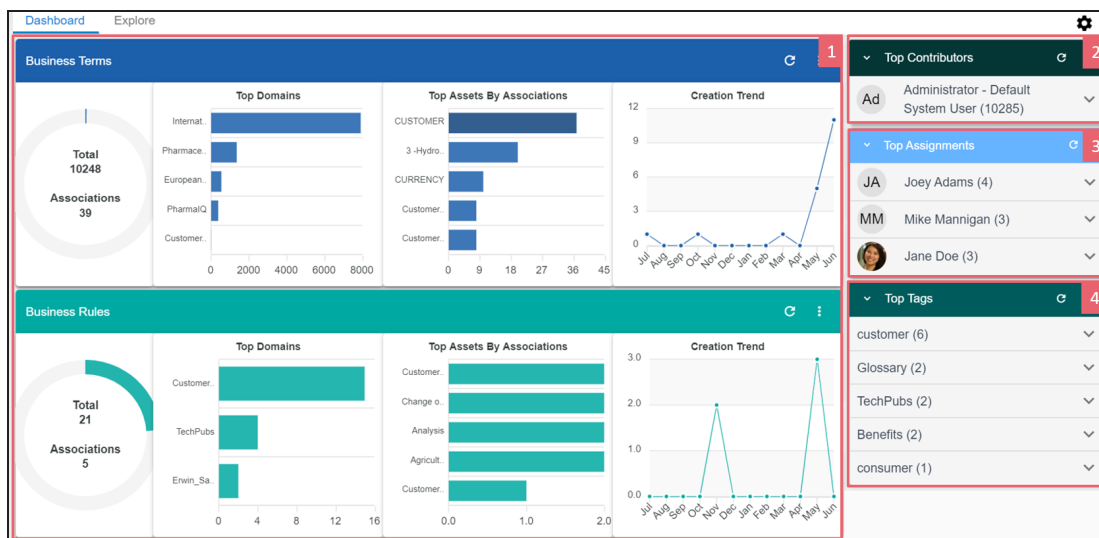 Dashboard Explore
Business Terms
1
Total
10248
Associations
39
Top Domains
Internat..
Pharmace..
European..
PharmaIQ
Customer..
0 2000 4000 6000 8000
Top Assets By Associations
CUSTOMER
3 -Hydro..
CURRENCY
Customer..
Customer..
0 9 18 27 36 45
Creation Trend
12
9
6
3
0
Jul Aug Sep Oct Nov Dec Jan Feb Mar Apr May Jun
Business Rules
Total
21
Associations
5
Top Domains
Customer..
TechPubs
Erwin_Sa..
0 4 8 12 16
Top Assets By Associations
Customer..
Change o..
Analysis
Agricult..
Customer..
0.0 1.0 2.0
Creation Trend
3.0
2.0
1.0
0.0
Jul Aug Sep Oct Nov Dec Jan Feb Mar Apr May Jun
Top Contributors
2
Ad
Administrator - Default
System User (10285)
Top Assignments
3
JA Joey Adams (4)
MM Mike Mannigan (3)
Jane Doe (3)
Top Tags
4
customer (6)
Glossary (2)
TechPubs (2)
Benefits (2)
consumer (1)